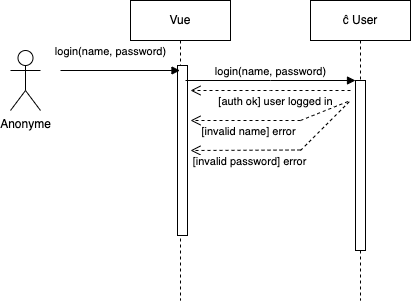 Vue
ĉ User
login(name, password)
login(name, password)
[auth ok] user logged in
Anonyme
[invalid name] error
[invalid password] error